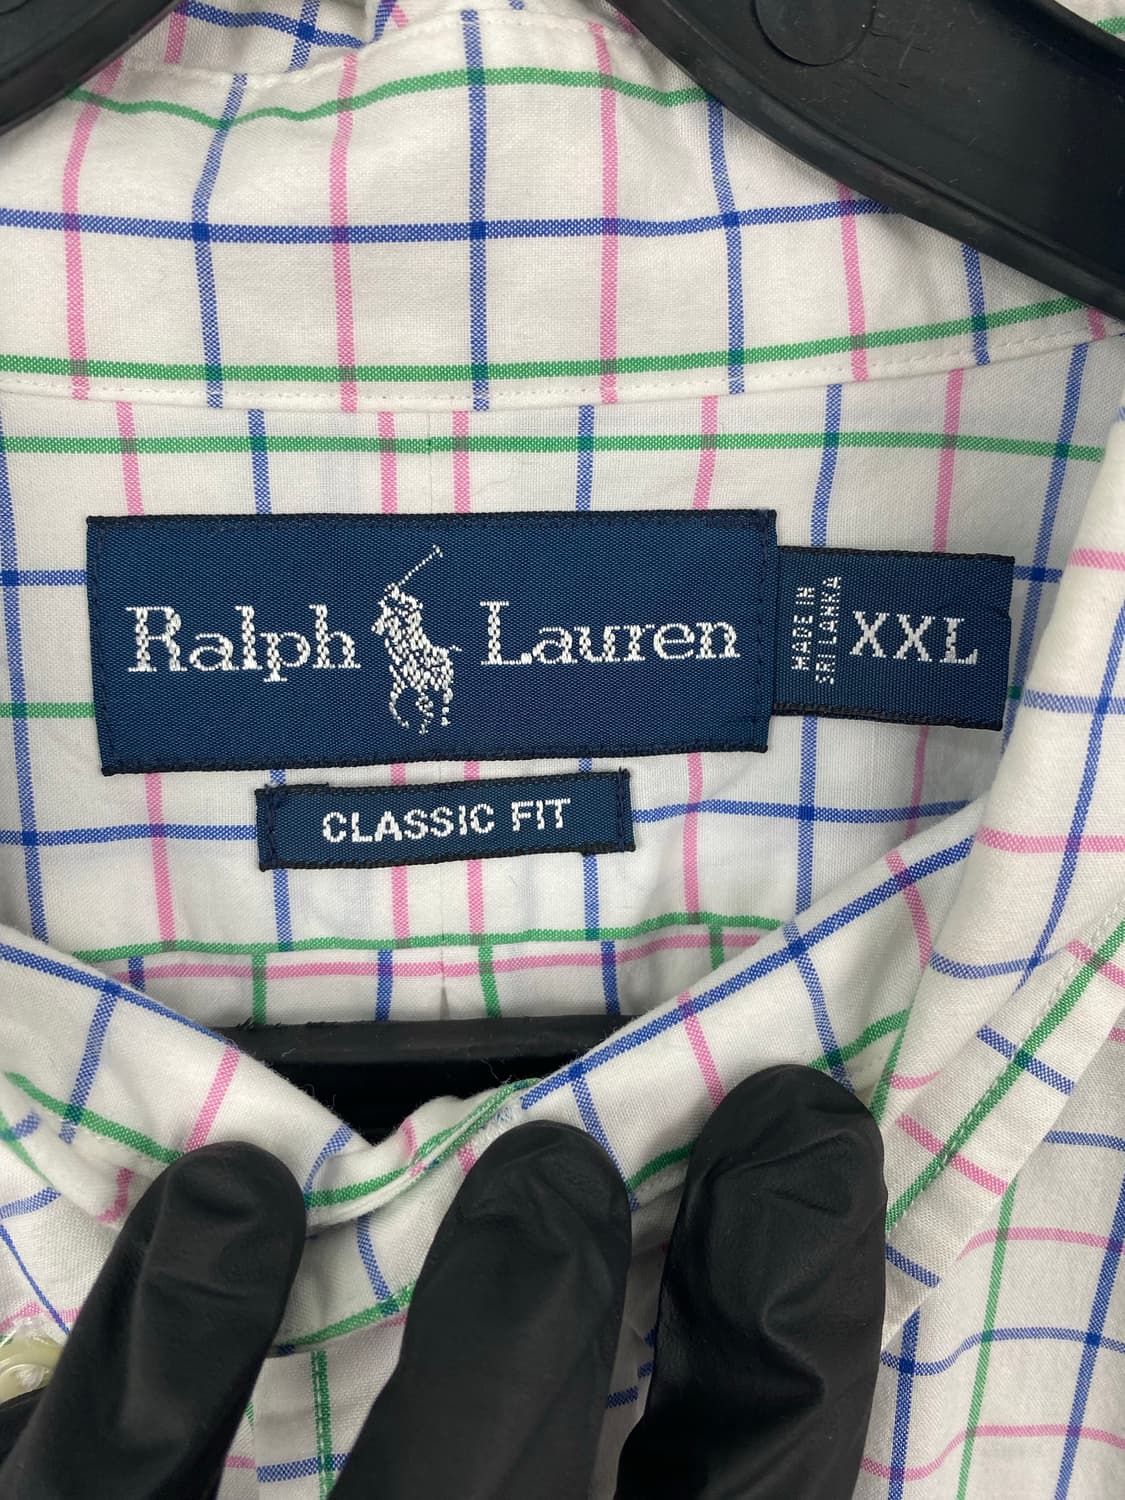 Ralph Lauren
MADE IN
SRI LANKA
XXL
CLASSIC FIT